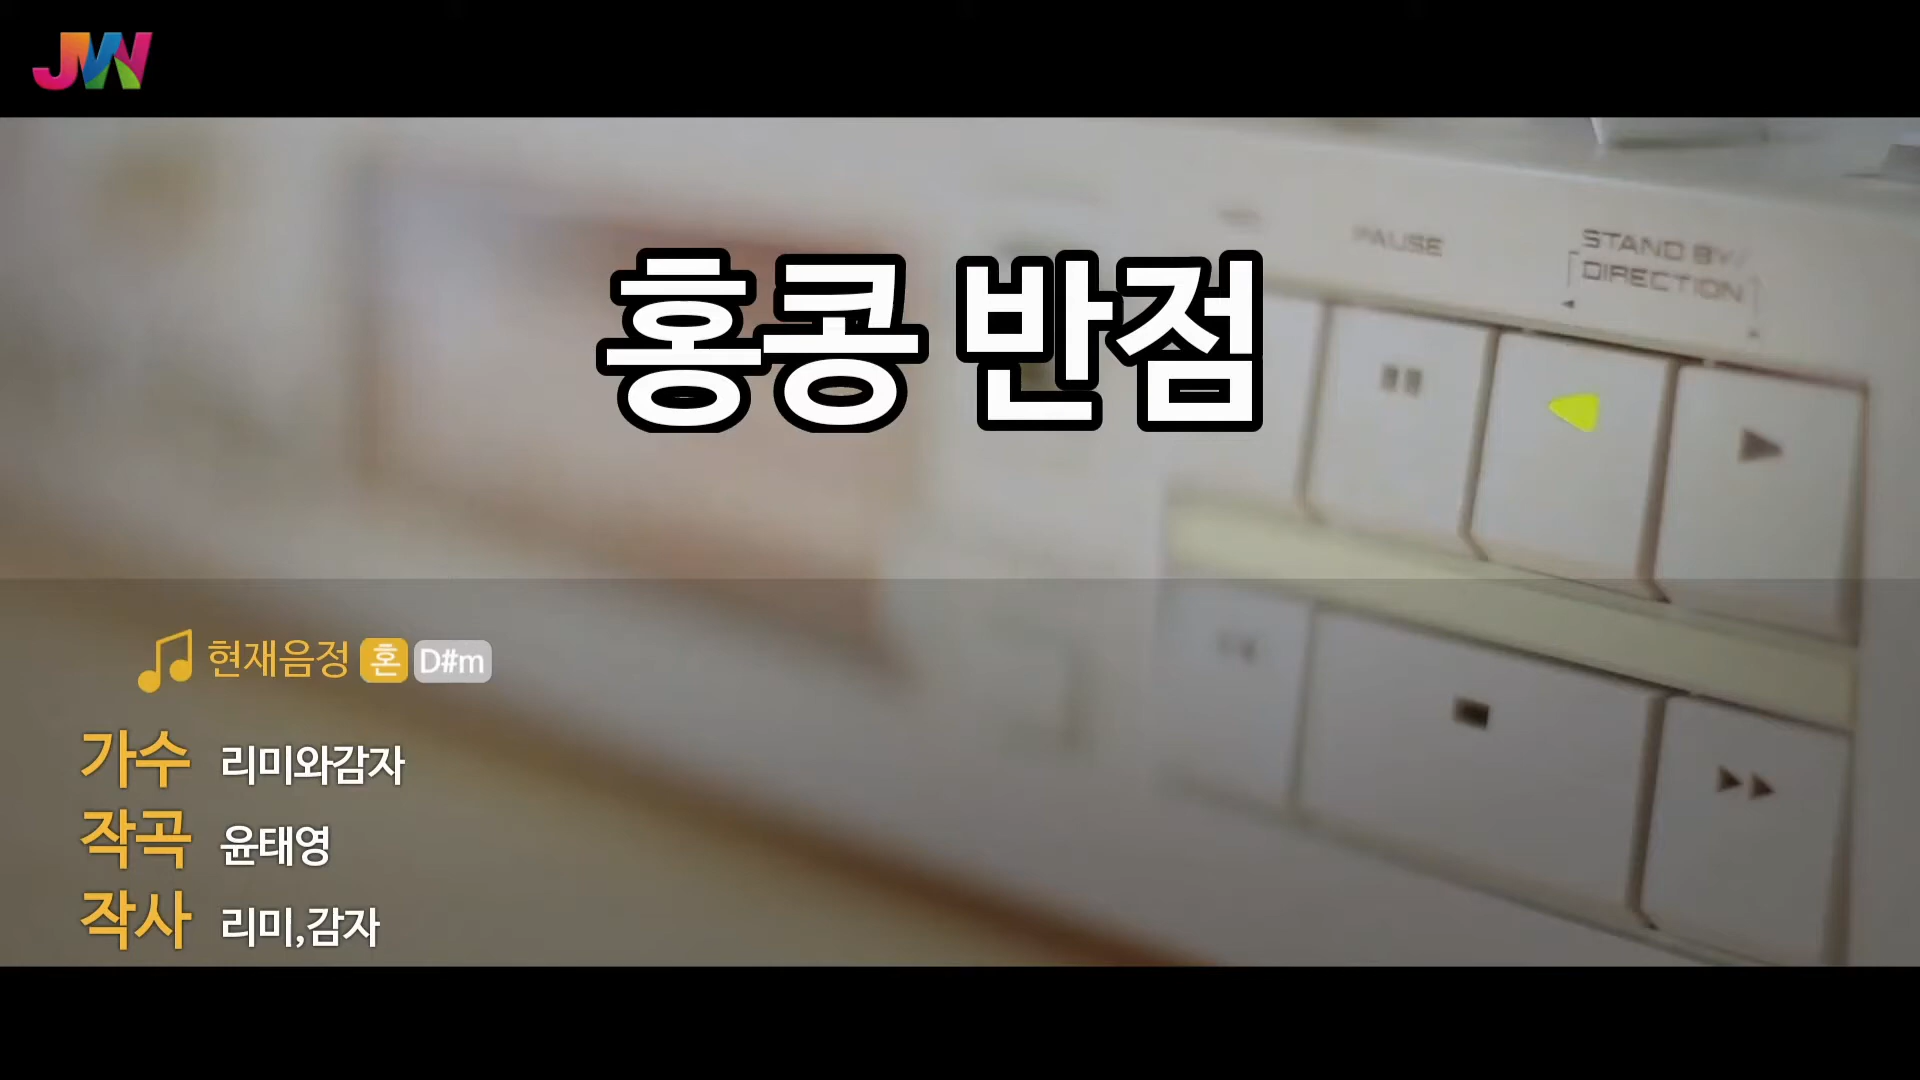 JW
홍콩 반점
PAUSE
STAND BY/
DIRECTION
현재음정 혼 D#m
가수 리미와감자
작곡 윤태영
작사 리미,감자